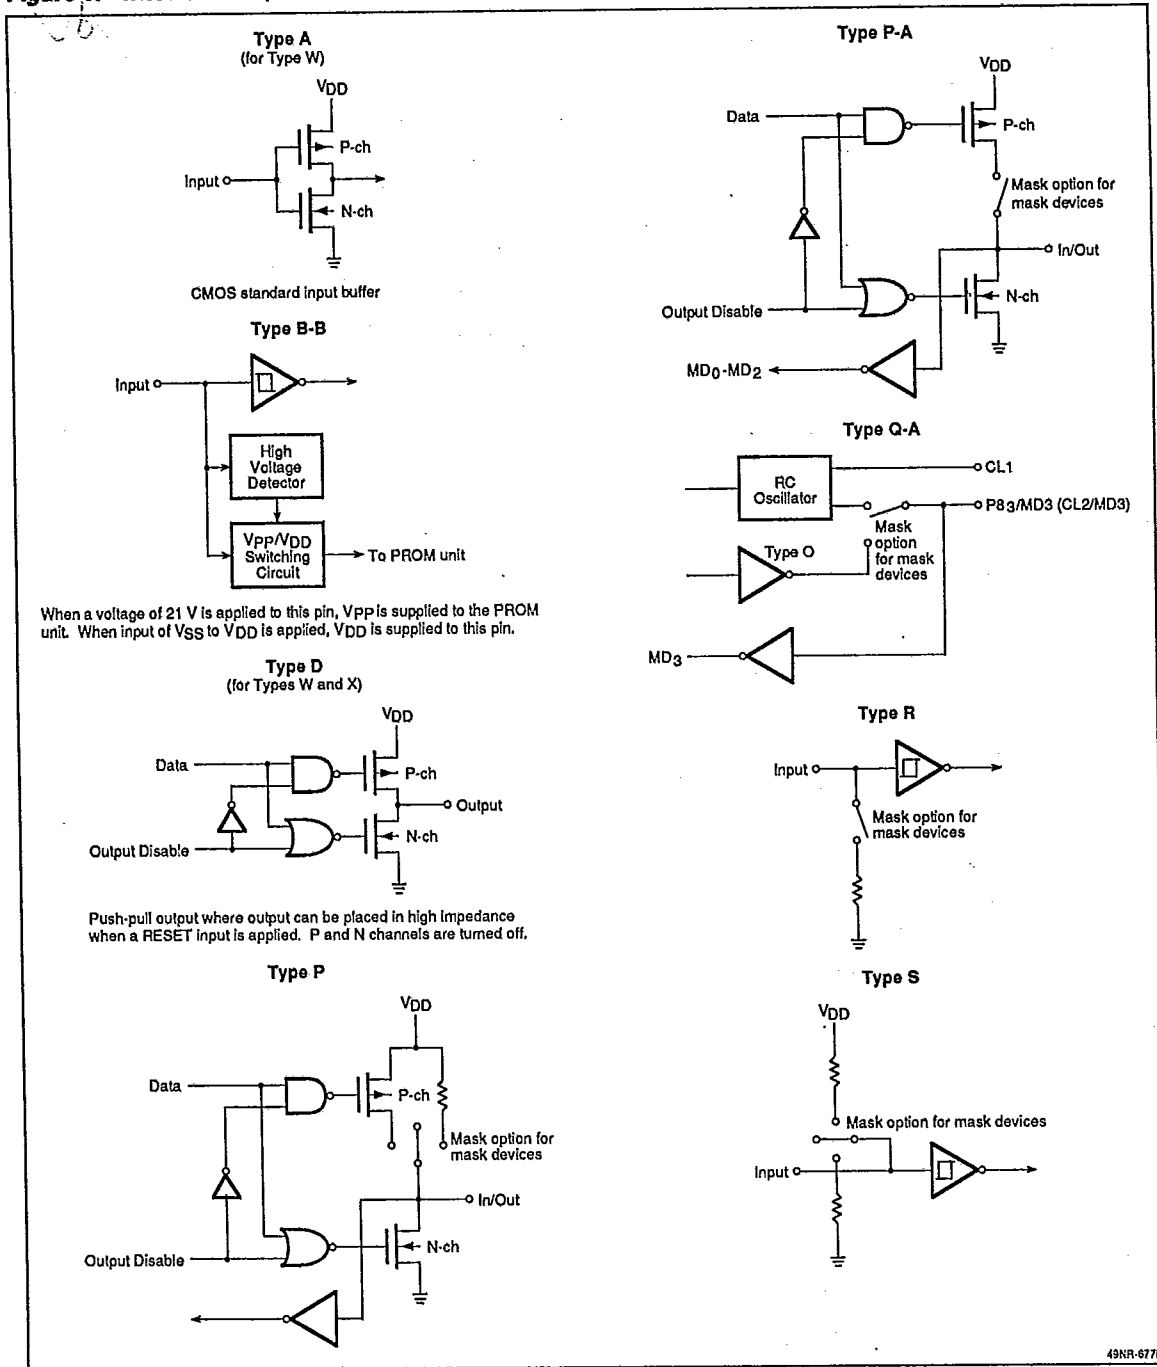 Type A
(for Type W)
VDD
P-ch
Input
N-ch
CMOS standard input buffer
Type B-B
Input
High
Voltage
Detector
VPP/VDD
Switching
Circuit
To PROM unit
When a voltage of 21 V is applied to this pin, VPP is supplied to the PROM
unit. When input of VSS to VDD is applied, VDD is supplied to this pin.
Type D
(for Types W and X)
VDD
Data
P-ch
Output
N-ch
Output Disable
Push-pull output where output can be placed in high impedance
when a RESET input is applied. P and N channels are turned off.
Type P
VDD
Data
P-ch
Mask option for
mask devices
In/Out
N-ch
Output Disable
Type P-A
VDD
Data
P-ch
Mask option for
mask devices
In/Out
N-ch
Output Disable
MD0-MD2
Type Q-A
RC
Oscillator
CL1
P83/MD3 (CL2/MD3)
Mask
option
for mask
devices
Type O
MD3
Type R
Input
Mask option for
mask devices
Type S
VDD
Mask option for mask devices
Input